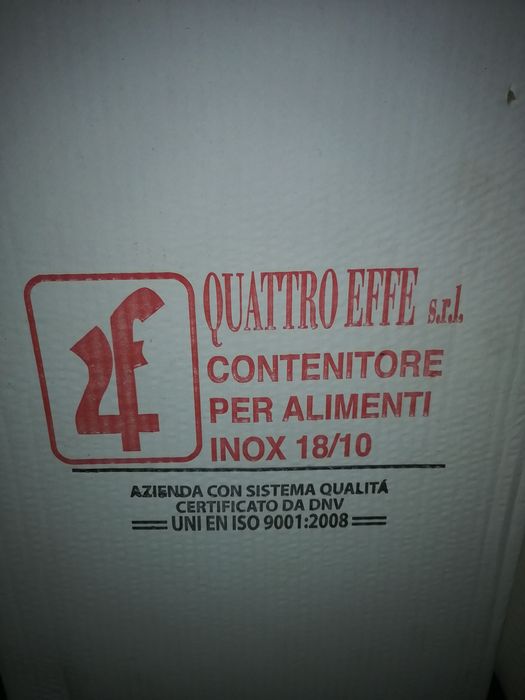 4F
QUATTRO EFFE s.r.l.
CONTENITORE
PER ALIMENTI
INOX 18/10
AZIENDA CON SISTEMA QUALITÁ
CERTIFICATO DA DNV
UNI EN ISO 9001:2008